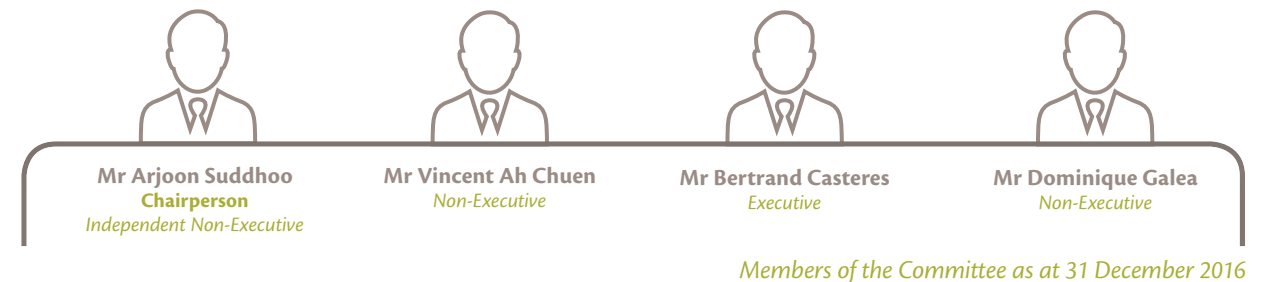 Mr Arjoon Suddhoo
Chairperson
Independent Non-Executive
Mr Vincent Ah Chuen
Non-Executive
Mr Bertrand Casteres
Executive
Mr Dominique Galea
Non-Executive
Members of the Committee as at 31 December 2016